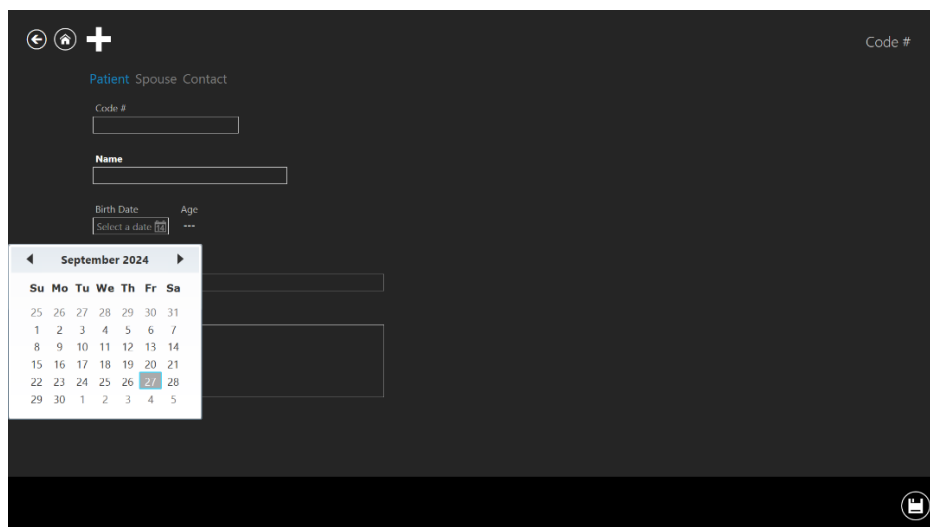 Code #
Patient Spouse Contact
Code #
Name
Birth Date Age
Select a date 14 ---
September 2024
Su Mo Tu We Th Fr Sa
25 26 27 28 29 30 31
1 2 3 4 5 6 7
8 9 10 11 12 13 14
15 16 17 18 19 20 21
22 23 24 25 26 27 28
29 30 1 2 3 4 5